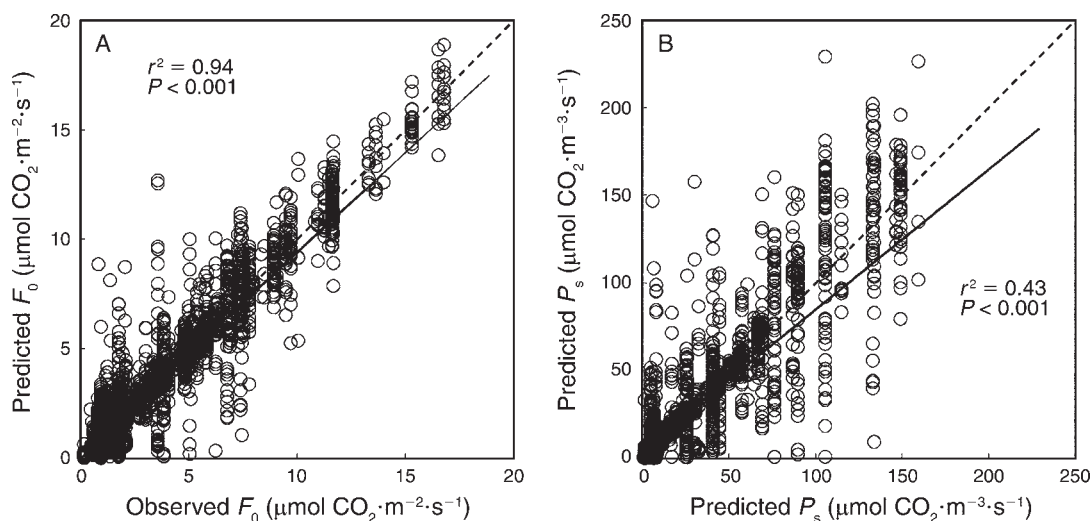 A
r² = 0.94
P < 0.001
Predicted F₀ (μmol CO₂·m⁻²·s⁻¹)
20
15
10
5
0
0 5 10 15 20
Observed F₀ (μmol CO₂·m⁻²·s⁻¹)
B
r² = 0.43
P < 0.001
Predicted Pₛ (μmol CO₂·m⁻³·s⁻¹)
250
200
150
100
50
0
0 50 100 150 200 250
Predicted Pₛ (μmol CO₂·m⁻³·s⁻¹)